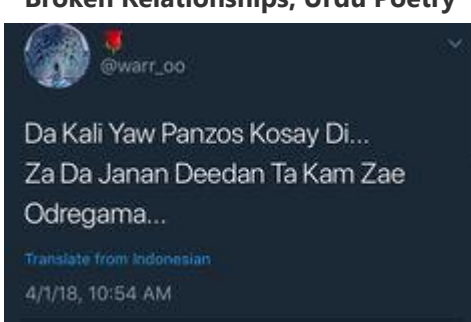 Broken Relationships, Urdu Poetry
@warr_oo
Da Kali Yaw Panzos Kosay Di...
Za Da Janan Deedan Ta Kam Zae
Odregama...
Translate from Indonesian
4/1/18, 10:54 AM